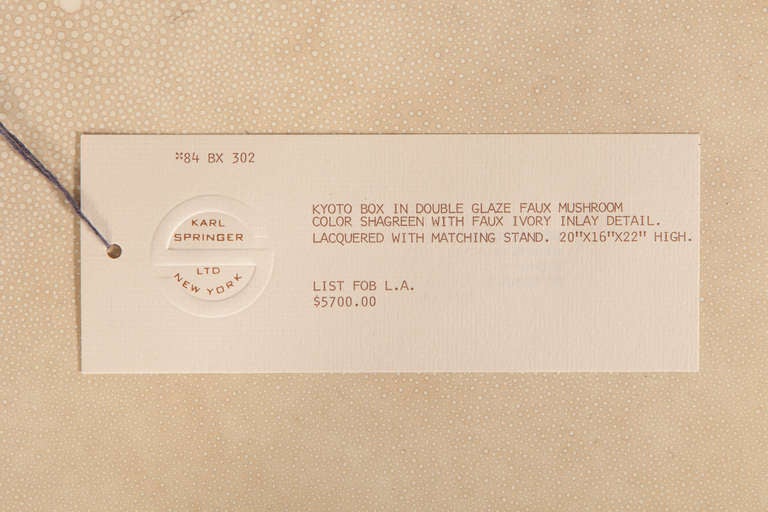 *84 BX 302
KARL
SPRINGER
LTD
NEW YORK
KYOTO BOX IN DOUBLE GLAZE FAUX MUSHROOM
COLOR SHAGREEN WITH FAUX IVORY INLAY DETAIL.
LACQUERED WITH MATCHING STAND. 20"X16"X22" HIGH.
LIST FOB L.A.
$5700.00